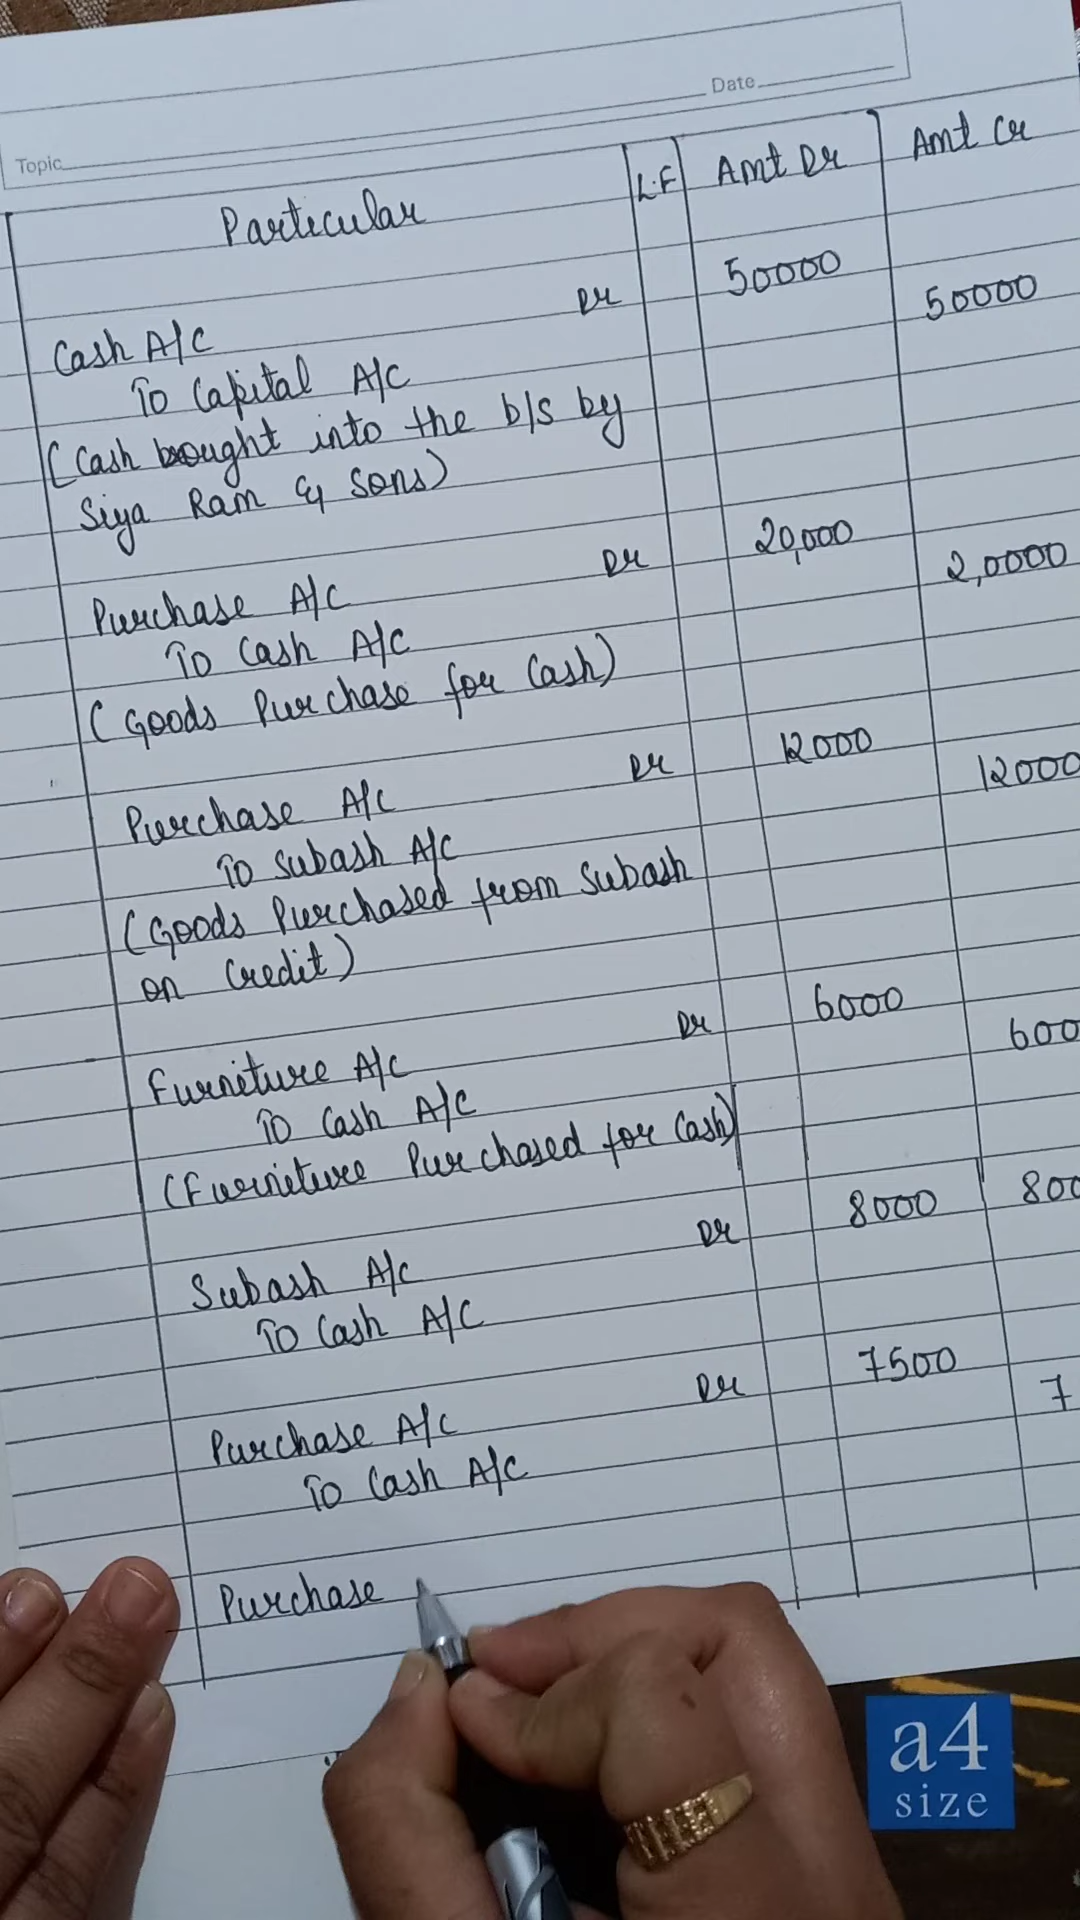 Date
Topic
Particular L.F Amt Dr Amt Cr
Cash A/c Dr 50000
To Capital A/c 50000
(Cash brought into the b/s by
Siya Ram & Sons)
Purchase A/c Dr 20,000
To Cash A/c 2,0000
(Goods Purchase for Cash)
Purchase A/c Dr 12000
To Subash A/c 12000
(Goods Purchased from Subash
on Credit)
Furniture A/c Dr 6000
To Cash A/c 600
(Furniture Purchased for Cash)
Subash A/c Dr 8000
To Cash A/c 800
Purchase A/c Dr 7500
To Cash A/c 7
Purchase
a4
size